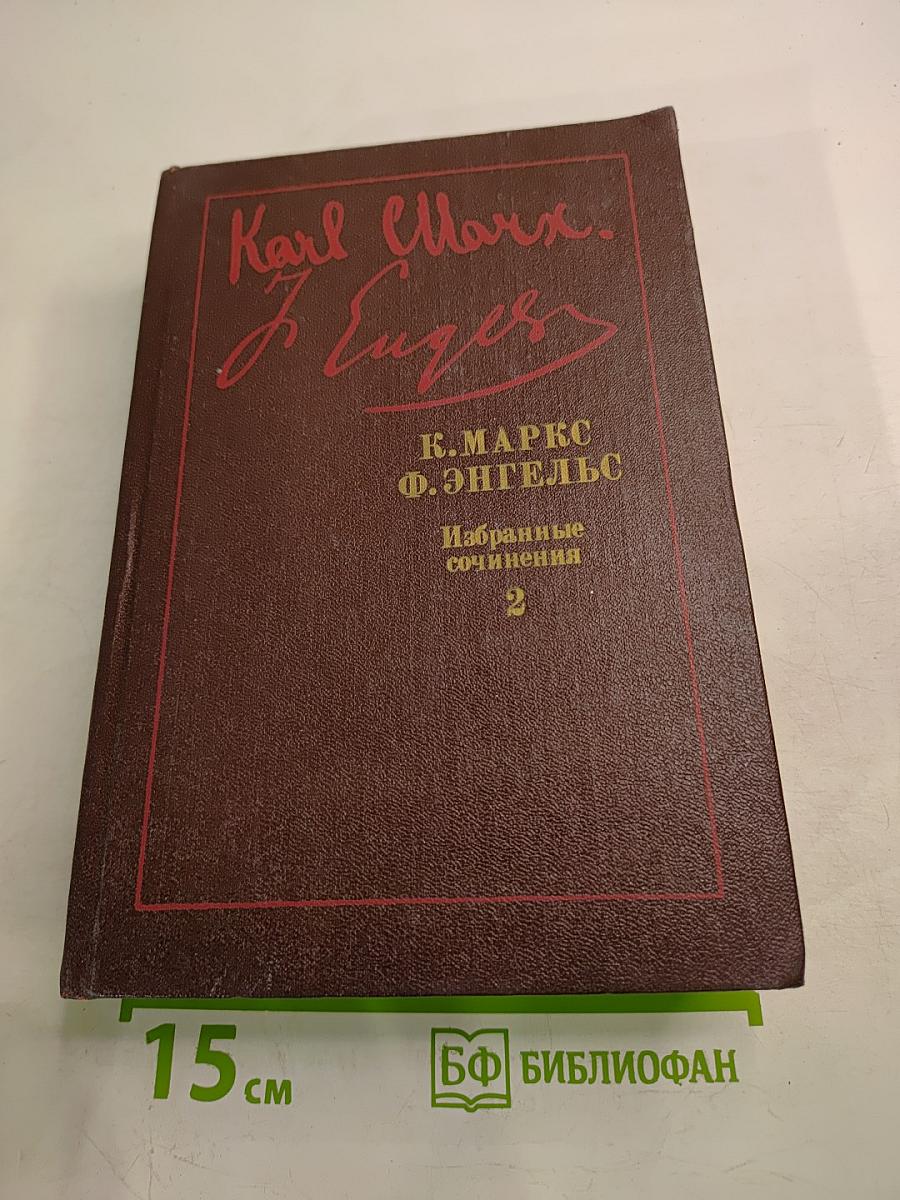 Karl Marx.
F Engels
К. МАРКС
Ф. ЭНГЕЛЬС
Избранные
сочинения
2
15 см
БФ БИБЛИОФАН